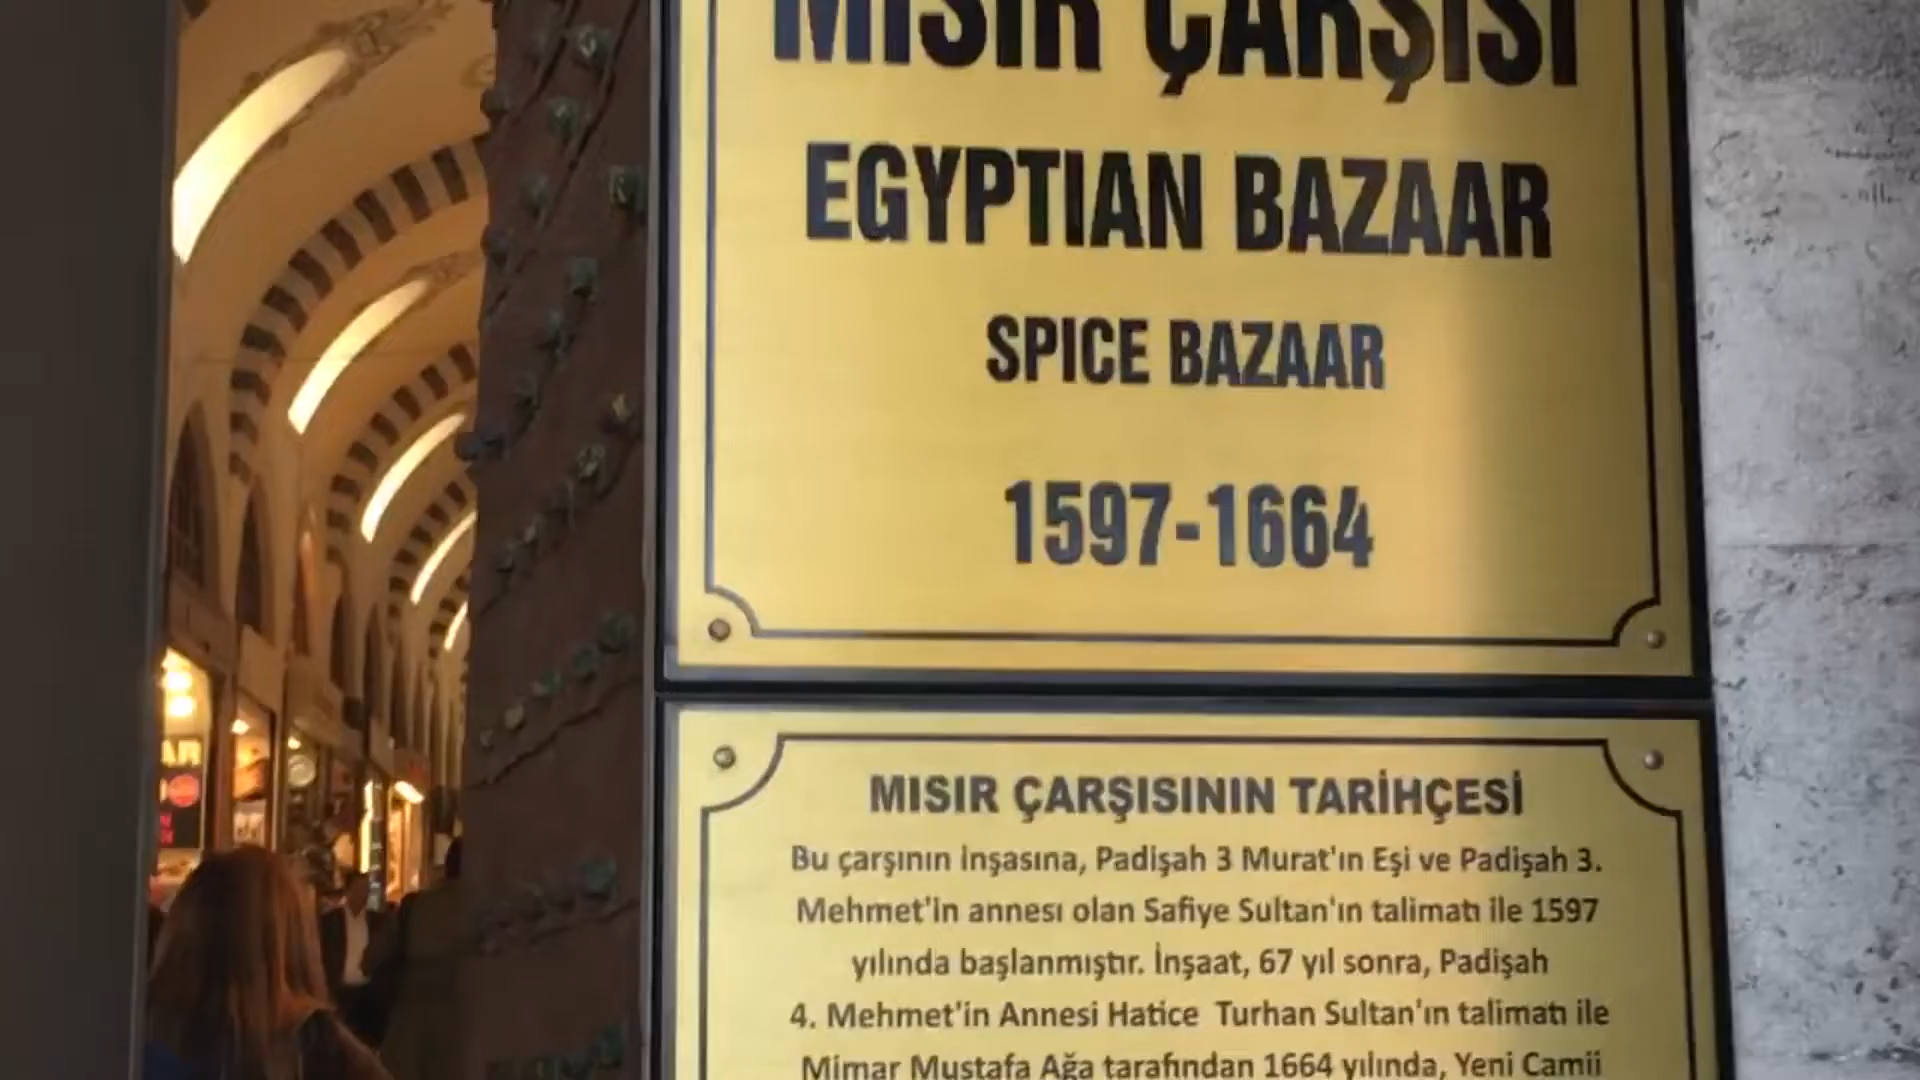 MISIR ÇARŞISI
EGYPTIAN BAZAAR
SPICE BAZAAR
1597-1664
MISIR ÇARŞISININ TARİHÇESİ
Bu çarşının inşasına, Padişah 3 Murat'ın Eşi ve Padişah 3.
Mehmet'in annesı olan Safiye Sultan'ın talimatı ile 1597
yılında başlanmıştır. İnşaat, 67 yıl sonra, Padişah
4. Mehmet'in Annesi Hatice Turhan Sultan'ın talimatı ile
Mimar Mustafa Ağa tarafından 1664 yılında, Yeni Camii